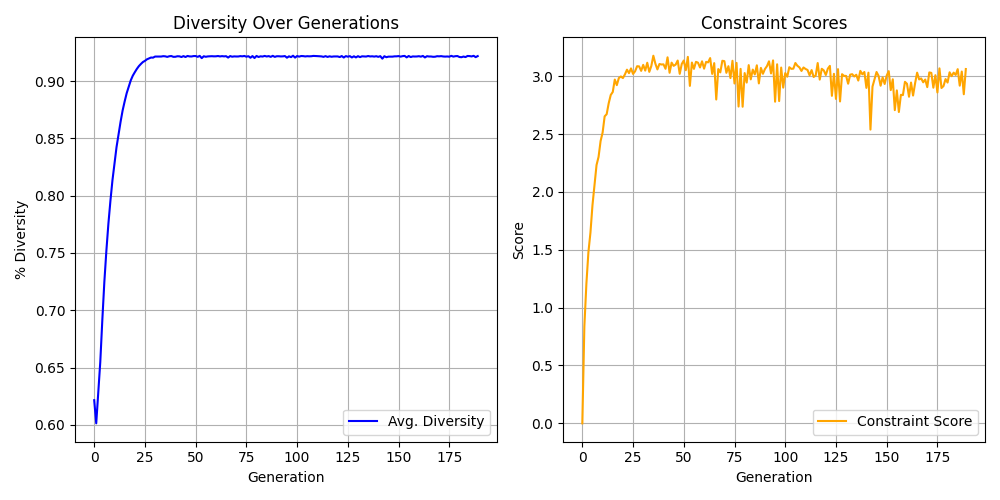 Diversity Over Generations
% Diversity
0.90
0.85
0.80
0.75
0.70
0.65
0.60
0 25 50 75 100 125 150 175
Generation
Avg. Diversity
Constraint Scores
Score
3.0
2.5
2.0
1.5
1.0
0.5
0.0
0 25 50 75 100 125 150 175
Generation
Constraint Score